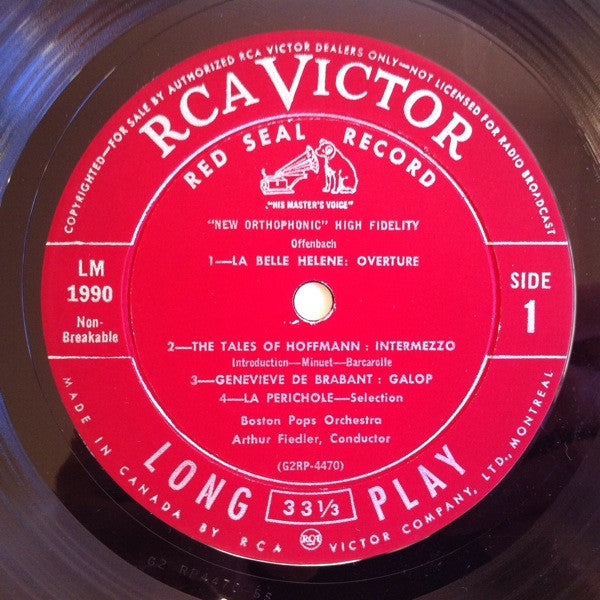 COPYRIGHTED—FOR SALE BY AUTHORIZED RCA VICTOR DEALERS ONLY—NOT LICENSED FOR RADIO BROADCAST
RCA VICTOR
RED SEAL RECORD
"HIS MASTER'S VOICE"
"NEW ORTHOPHONIC" HIGH FIDELITY
Offenbach
1—LA BELLE HELENE: OVERTURE
LM
1990
Non-
Breakable
SIDE
1
2—THE TALES OF HOFFMANN : INTERMEZZO
Introduction—Minuet—Barcarolle
3—GENEVIEVE DE BRABANT : GALOP
4—LA PERICHOLE—Selection
Boston Pops Orchestra
Arthur Fiedler, Conductor
(G2RP-4470)
LONG 33⅓ PLAY
MADE IN CANADA BY RCA RCA VICTOR COMPANY, LTD., MONTREAL